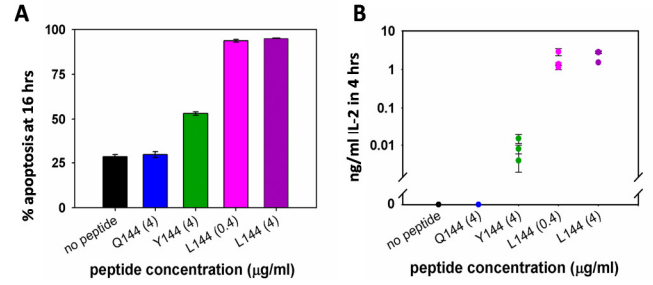 A
% apoptosis at 16 hrs
100
75
50
25
0
no peptide
Q144 (4)
Y144 (4)
L144 (0.4)
L144 (4)
peptide concentration (µg/ml)
B
ng/ml IL-2 in 4 hrs
10
1
0.1
0.01
0
no peptide
Q144 (4)
Y144 (4)
L144 (0.4)
L144 (4)
peptide concentration (µg/ml)